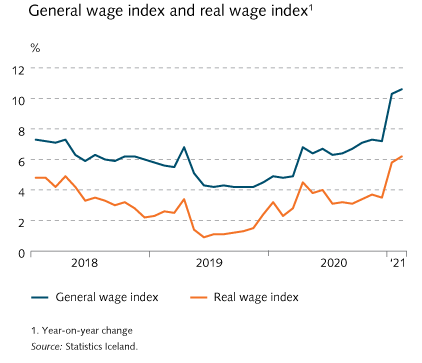 General wage index and real wage index¹
%
12
10
8
6
4
2
0
2018 2019 2020 '21
General wage index Real wage index
1. Year-on-year change
Source: Statistics Iceland.